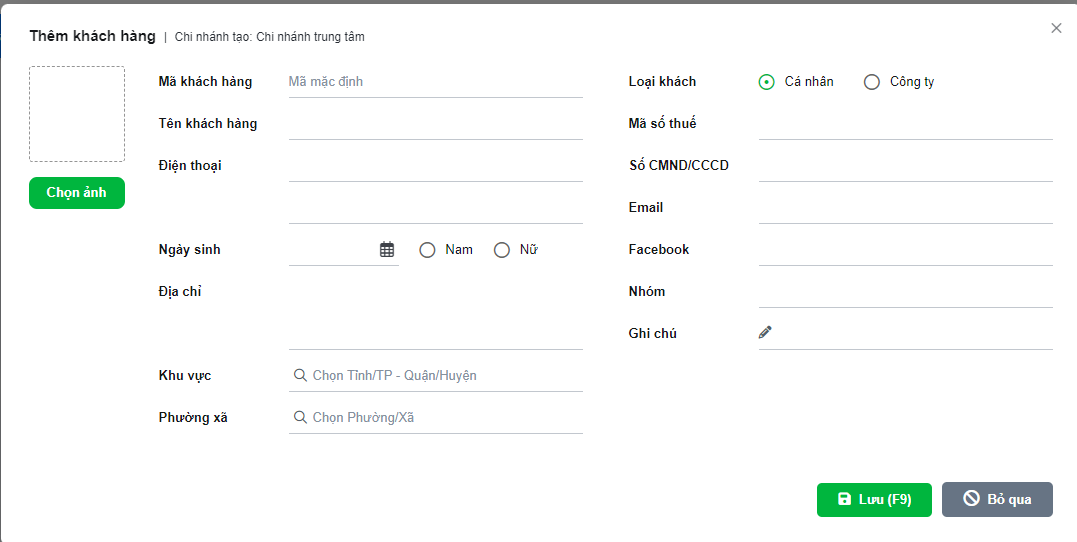 Thêm khách hàng | Chi nhánh tạo: Chi nhánh trung tâm
Chọn ảnh
Mã khách hàng Mã mặc định
Tên khách hàng
Điện thoại
Ngày sinh Nam Nữ
Địa chỉ
Khu vực Chọn Tỉnh/TP - Quận/Huyện
Phường xã Chọn Phường/Xã
Loại khách Cá nhân Công ty
Mã số thuế
Số CMND/CCCD
Email
Facebook
Nhóm
Ghi chú
Lưu (F9) Bỏ qua